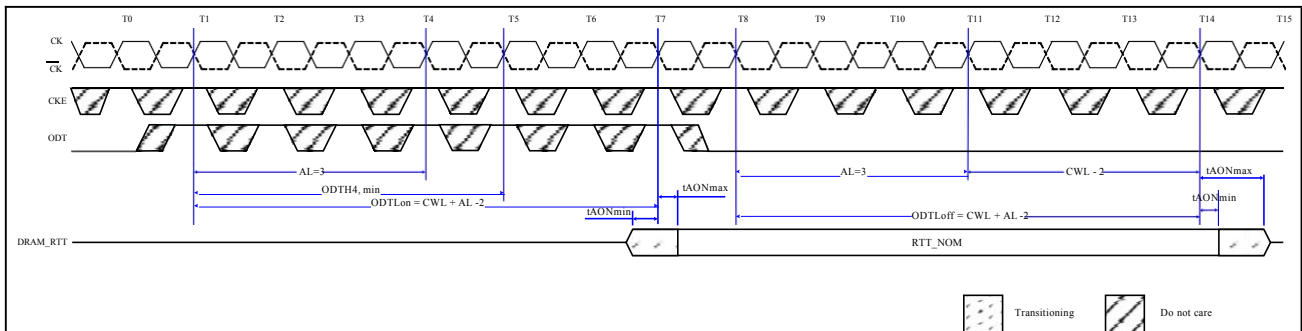 T0 T1 T2 T3 T4 T5 T6 T7 T8 T9 T10 T11 T12 T13 T14 T15
CK
CK
CKE
ODT
AL=3
AL=3
CWL - 2
ODTH4, min
tAONmax
tAONmax
ODTLon = CWL + AL -2
tAONmin
tAONmin
ODTLoff = CWL + AL -2
DRAM_RTT
RTT_NOM
Transitioning
Do not care